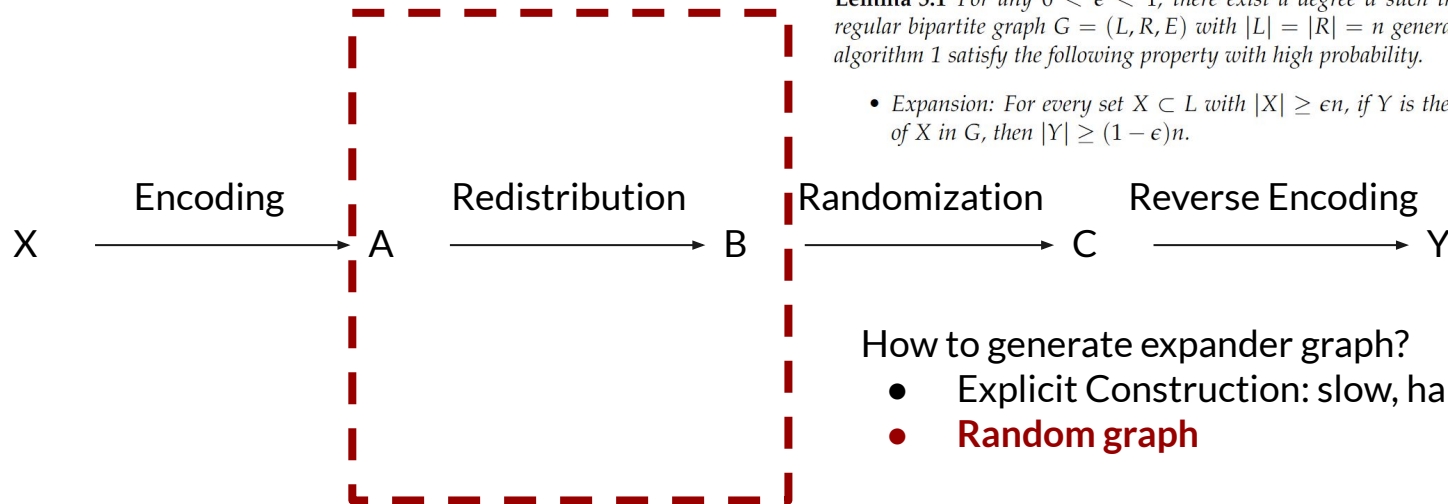 regular bipartite graph G = (L, R, E) with |L| = |R| = n
algorithm 1 satisfy the following property with high probability.
• Expansion: For every set X ⊂ L with |X| ≥ ϵn, if Y is the
of X in G, then |Y| ≥ (1 − ϵ)n.
Encoding Redistribution Randomization Reverse Encoding
X A B C Y
How to generate expander graph?
● Explicit Construction: slow,
● Random graph